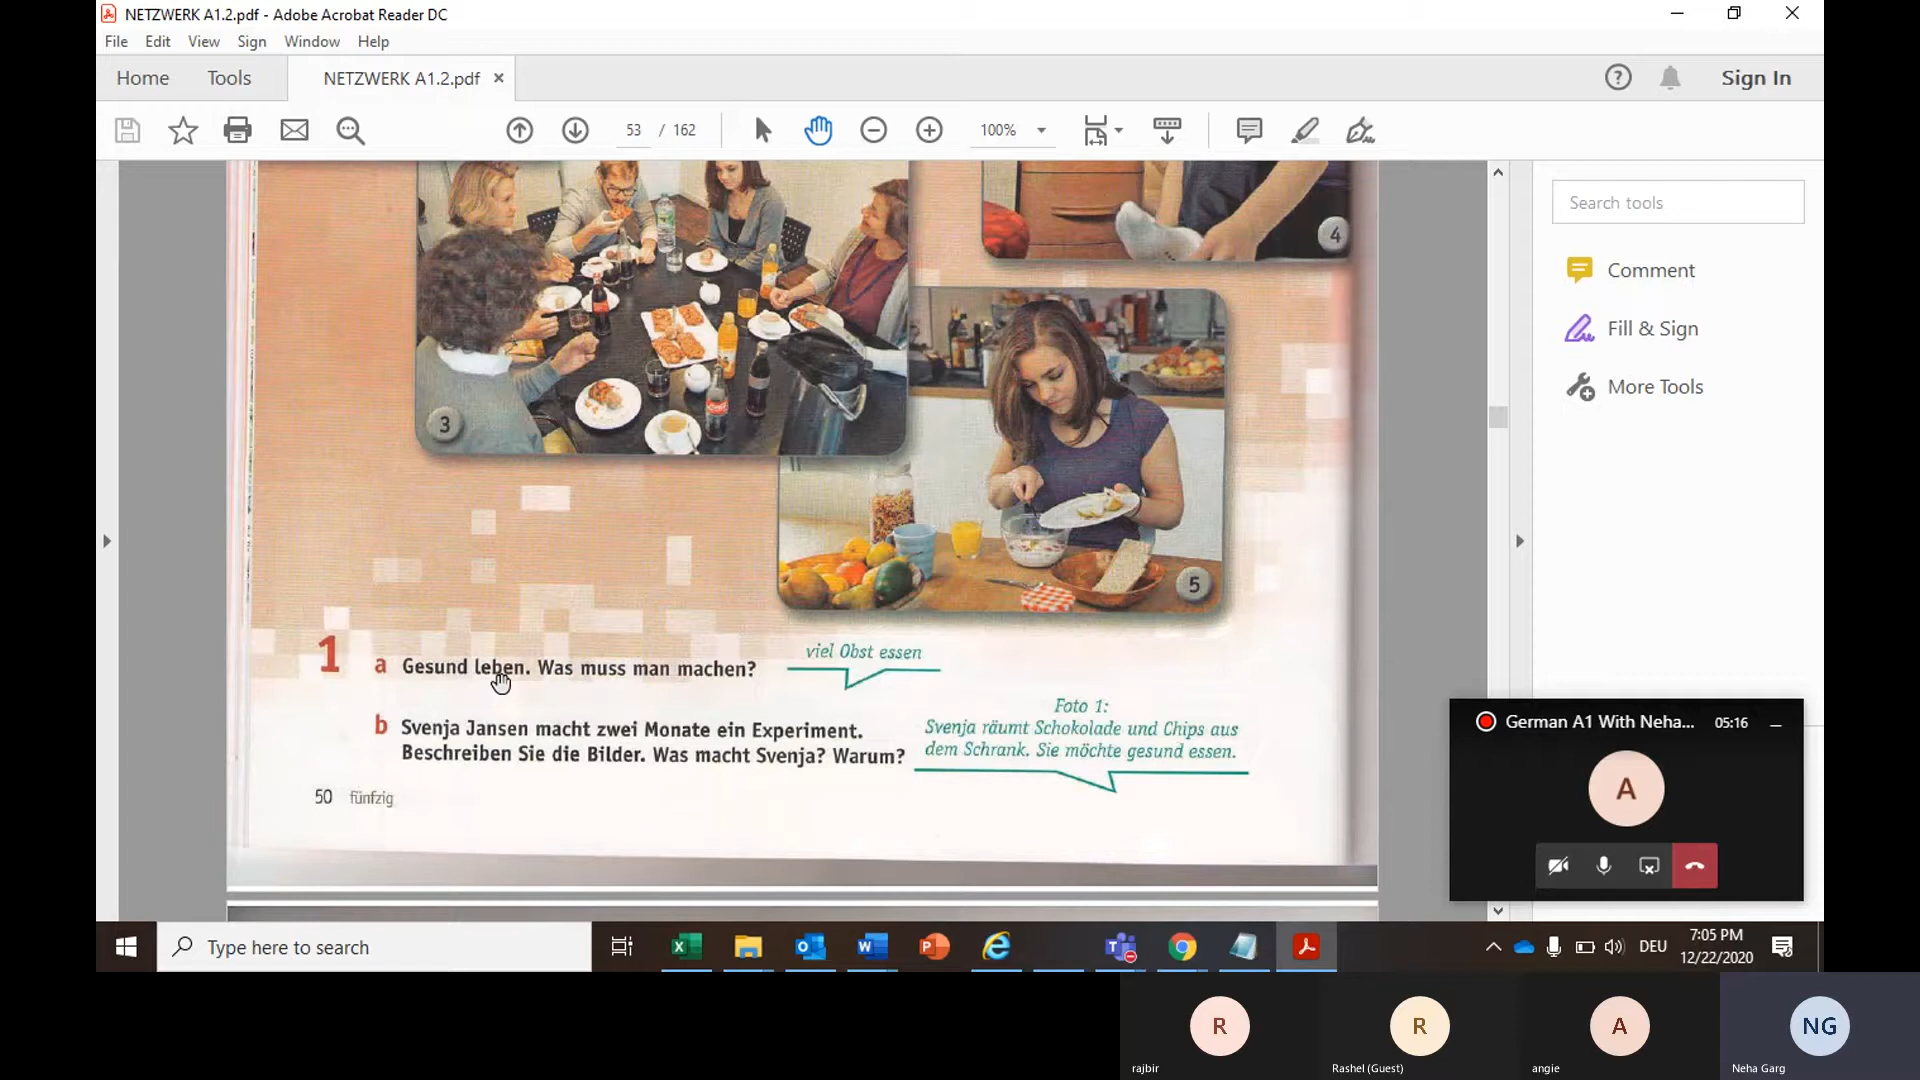 NETZWERK A1.2.pdf - Adobe Acrobat Reader DC
File Edit View Sign Window Help
Home Tools NETZWERK A1.2.pdf × Sign In
53 / 162 100%
Search tools
Comment
Fill & Sign
More Tools
3
4
5
1 a Gesund leben. Was muss man machen?
viel Obst essen
b Svenja Jansen macht zwei Monate ein Experiment.
Beschreiben Sie die Bilder. Was macht Svenja? Warum?
Foto 1:
Svenja räumt Schokolade und Chips aus
dem Schrank. Sie möchte gesund essen.
50 fünfzig
German A1 With Neha... 05:16
A
Type here to search
DEU
7:05 PM
12/22/2020
R
R
A
NG
rajbir
Rashel (Guest)
angie
Neha Garg